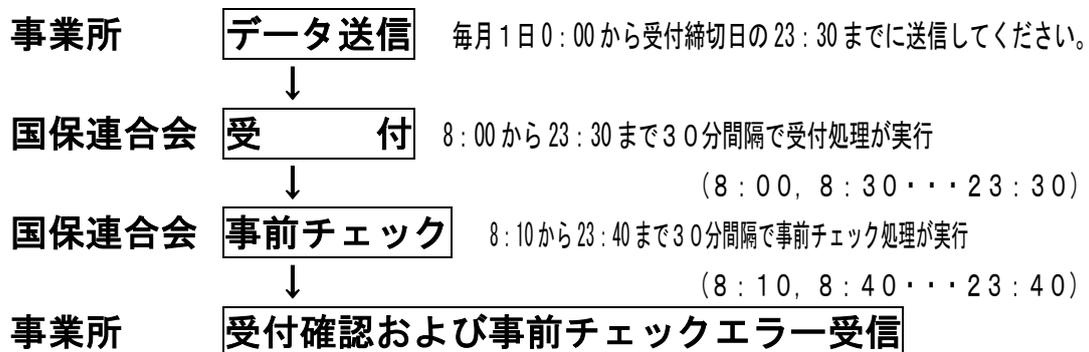 事業所 データ送信 毎月1日0:00から受付締切日の23:30までに送信してください。
↓
国保連合会 受 付 8:00から23:30まで30分間隔で受付処理が実行
↓ (8:00,8:30・・・23:30)
国保連合会 事前チェック 8:10から23:40まで30分間隔で事前チェック処理が実行
↓ (8:10,8:40・・・23:40)
事業所 受付確認および事前チェックエラー受信